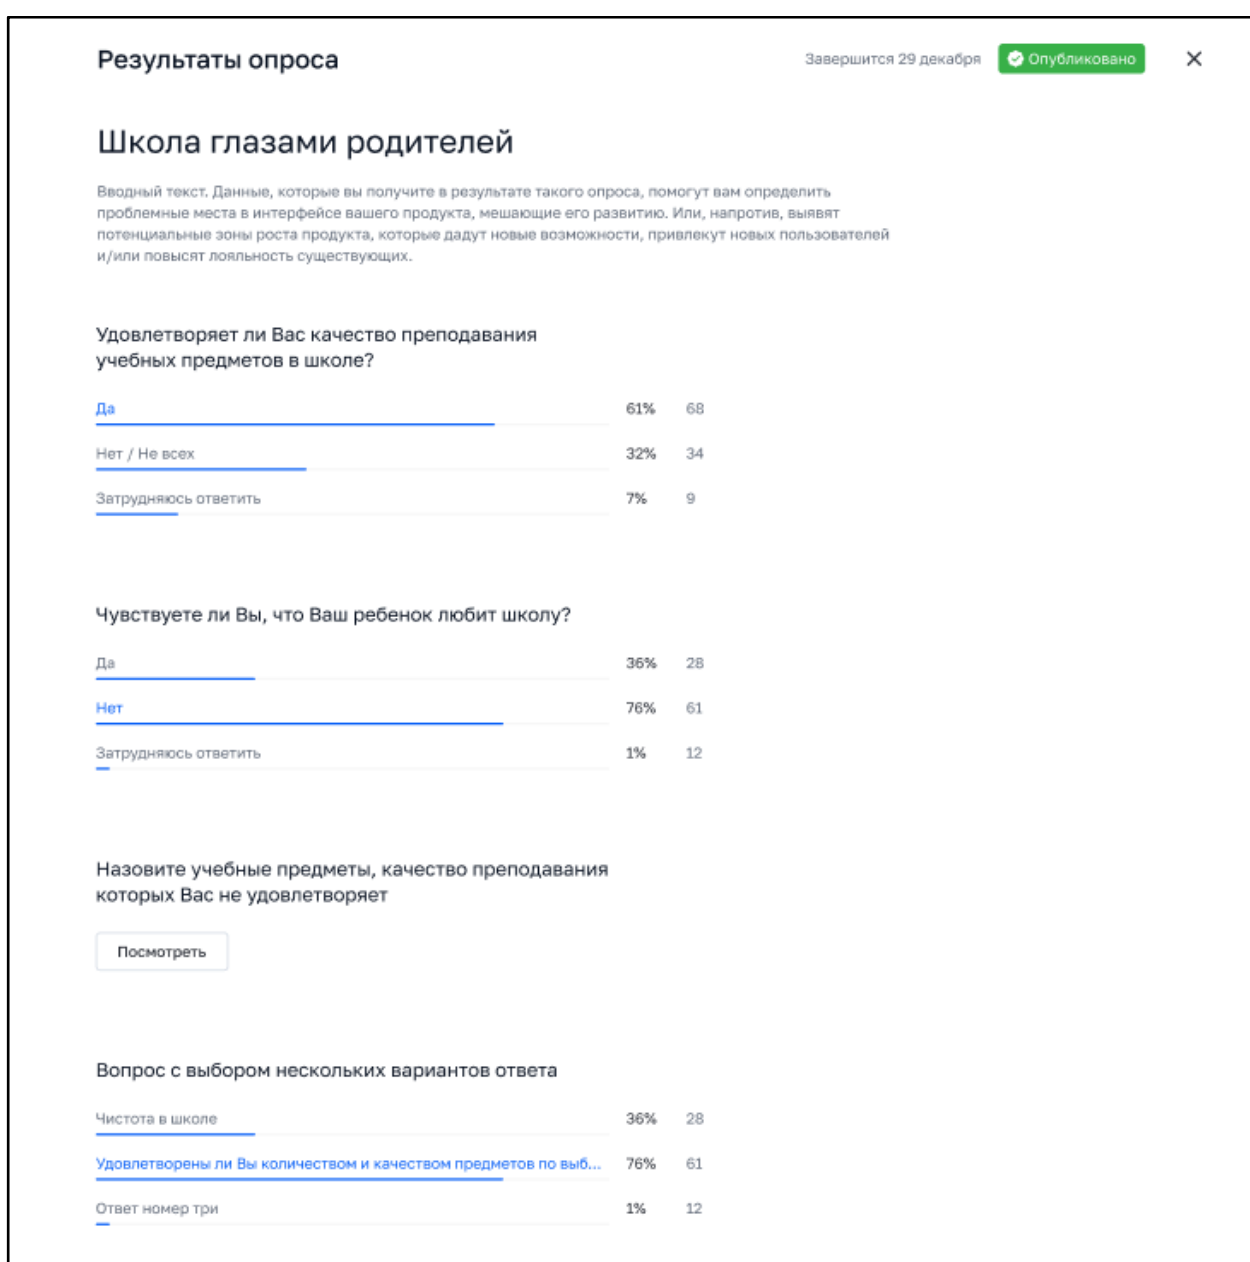 Результаты опроса
Завершится 29 декабря
Опубликовано
Школа глазами родителей
Вводный текст. Данные, которые вы получите в результате такого опроса, помогут вам определить
проблемные места в интерфейсе вашего продукта, мешающие его развитию. Или, напротив, выявят
потенциальные зоны роста продукта, которые дадут новые возможности, привлекут новых пользователей
и/или повысят лояльность существующих.
Удовлетворяет ли Вас качество преподавания
учебных предметов в школе?
Да 61% 68
Нет / Не всех 32% 34
Затрудняюсь ответить 7% 9
Чувствуете ли Вы, что Ваш ребенок любит школу?
Да 36% 28
Нет 76% 61
Затрудняюсь ответить 1% 12
Назовите учебные предметы, качество преподавания
которых Вас не удовлетворяет
Посмотреть
Вопрос с выбором нескольких вариантов ответа
Чистота в школе 36% 28
Удовлетворены ли Вы количеством и качеством предметов по выб... 76% 61
Ответ номер три 1% 12